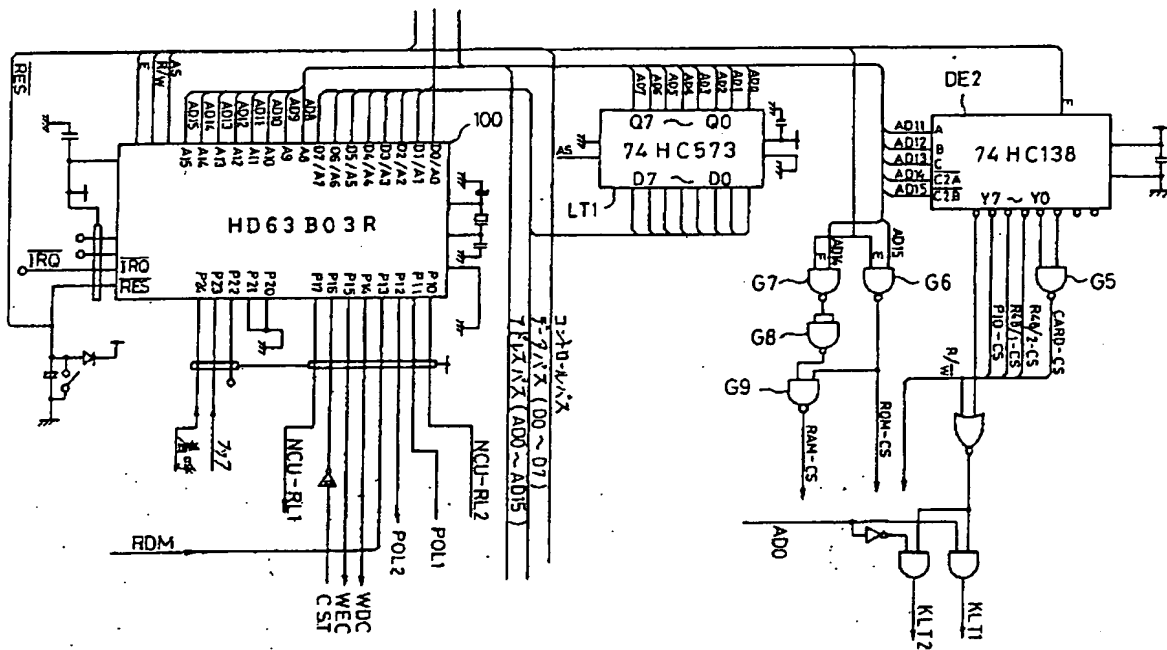 RES
E
R/W
AS
AD15
AD14
AD13
AD12
AD11
AD10
AD9
AD8
A15
A14
A13
A12
A11
A10
A9
A8
D7/A7
D6/A6
D5/A5
D4/A4
D3/A3
D2/A2
D1/A1
D0/A0
100
HD63B03R
IRQ
IRQ
RES
P24
P23
P22
P21
P20
P17
P16
P15
P14
P13
P12
P11
P10
フック
NCU-RL1
RDM
CST
WEC
WDC
POL2
POL1
NCU-RL2
アドレスバス(AD0~AD15)
データバス(D0~D7)
コントロールバス
AD7
AD6
AD5
AD4
AD3
AD2
AD1
AD0
Q7 ~ Q0
74HC573
D7 ~ D0
AS
LT1
DE2
E
AD11
AD12
AD13
AD14
AD15
A
B
C
C2A
C2B
74HC138
Y7 ~ Y0
E
AD14
E
AD15
G7
G6
G8
G9
G5
RAM-CS
ROM-CS
R/W
PIO-CS
R48/1-CS
R48/2-CS
CARD-CS
AD0
KLT2
KLT1